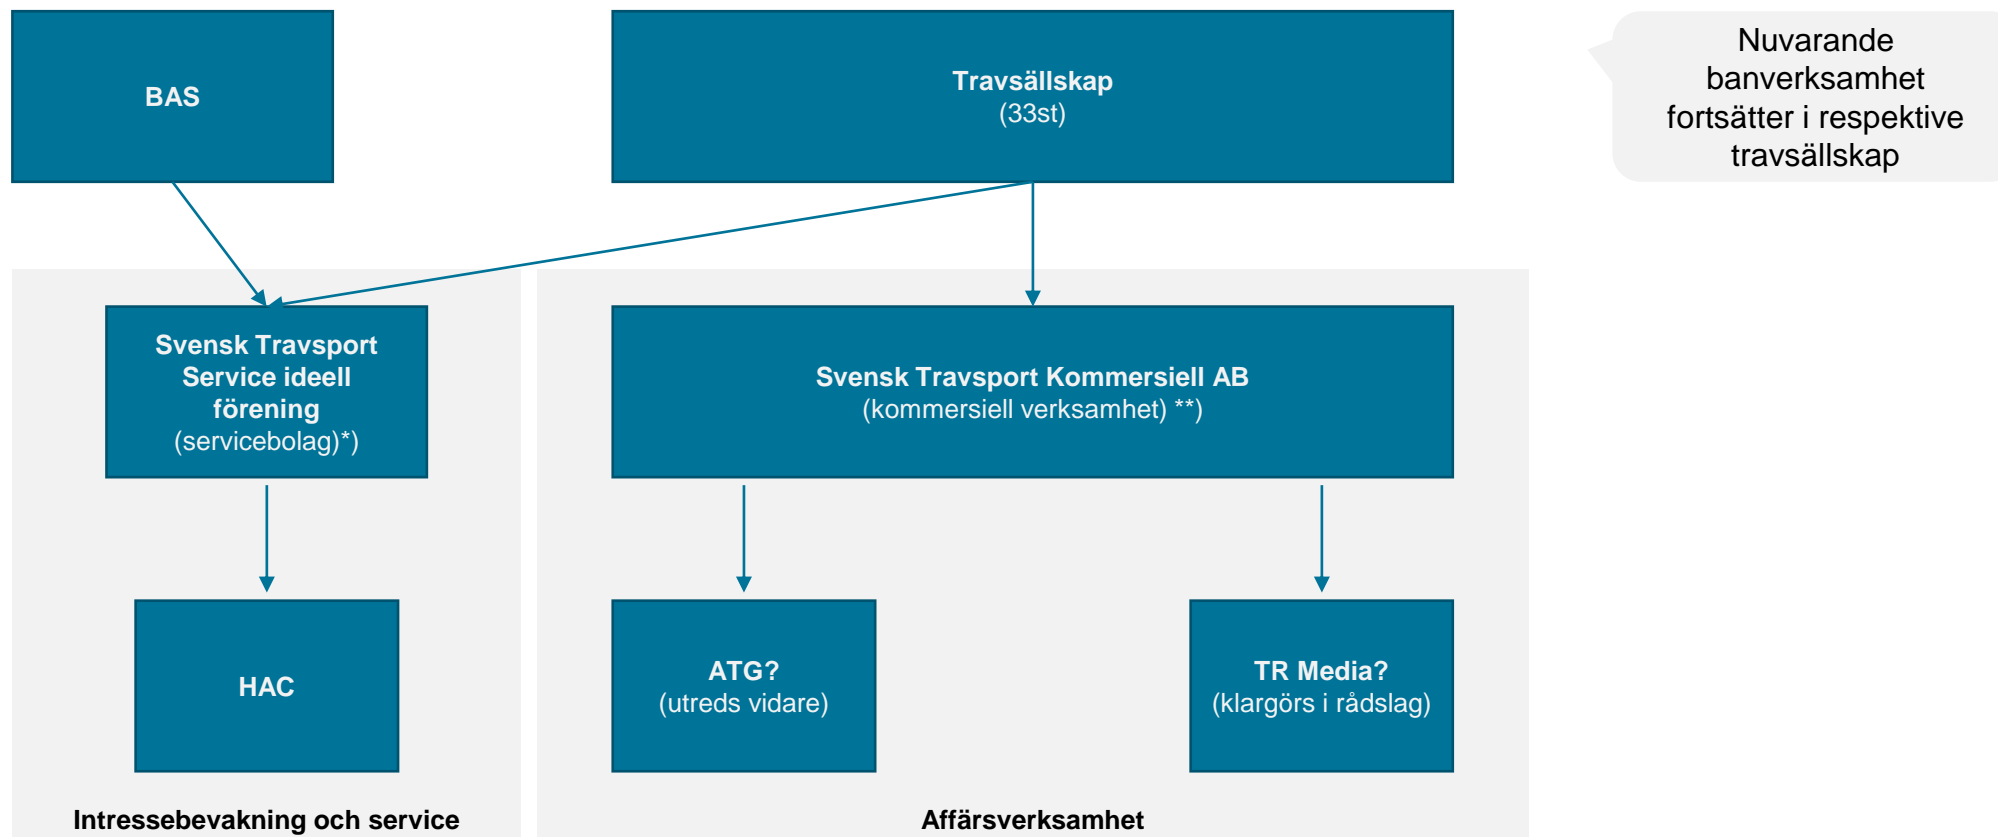 BAS
Travsällskap
(33st)
Nuvarande
banverksamhet
fortsätter i respektive
travsällskap
Svensk Travsport
Service ideell
förening
(servicebolag)*)
Svensk Travsport Kommersiell AB
(kommersiell verksamhet) **)
HAC
ATG?
(utreds vidare)
TR Media?
(klargörs i rådslag)
Intressebevakning och service
Affärsverksamhet